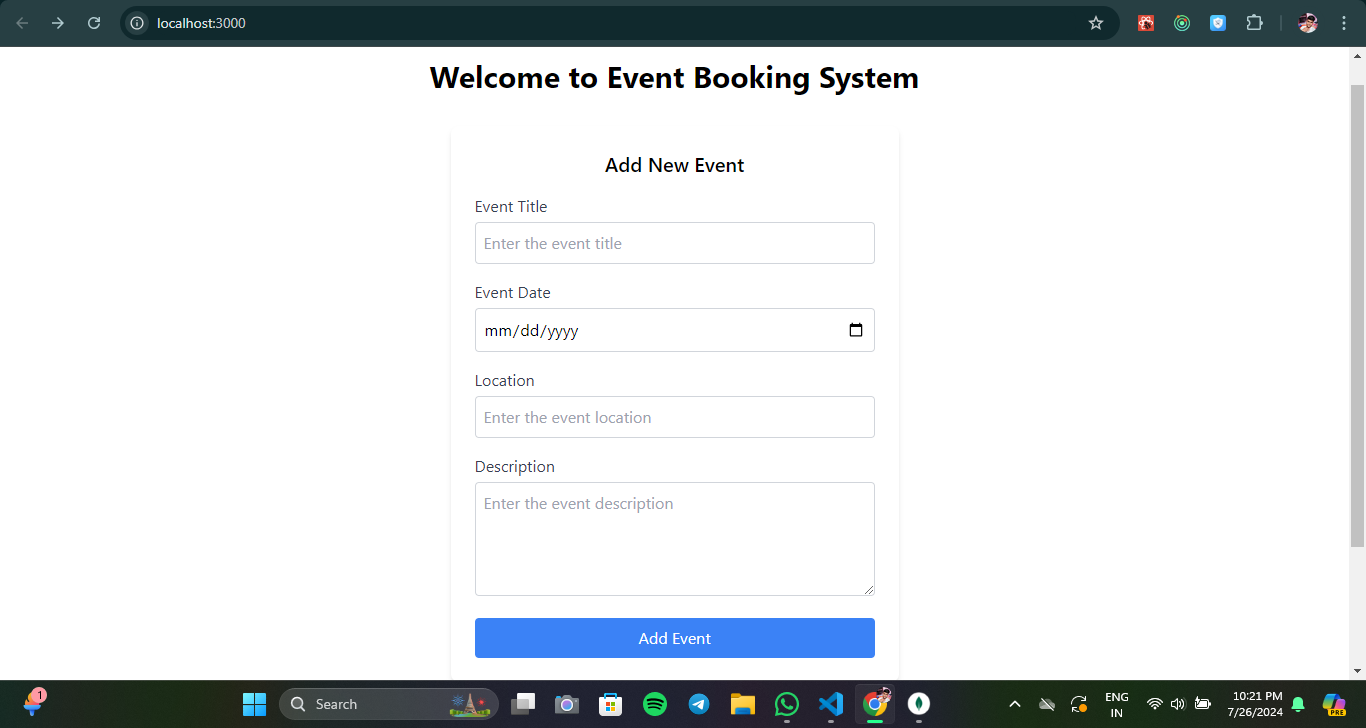 localhost:3000
Welcome to Event Booking System
Add New Event
Event Title
Enter the event title
Event Date
mm/dd/yyyy
Location
Enter the event location
Description
Enter the event description
Add Event
1
Search
ENG
IN
10:21 PM
7/26/2024
PRE